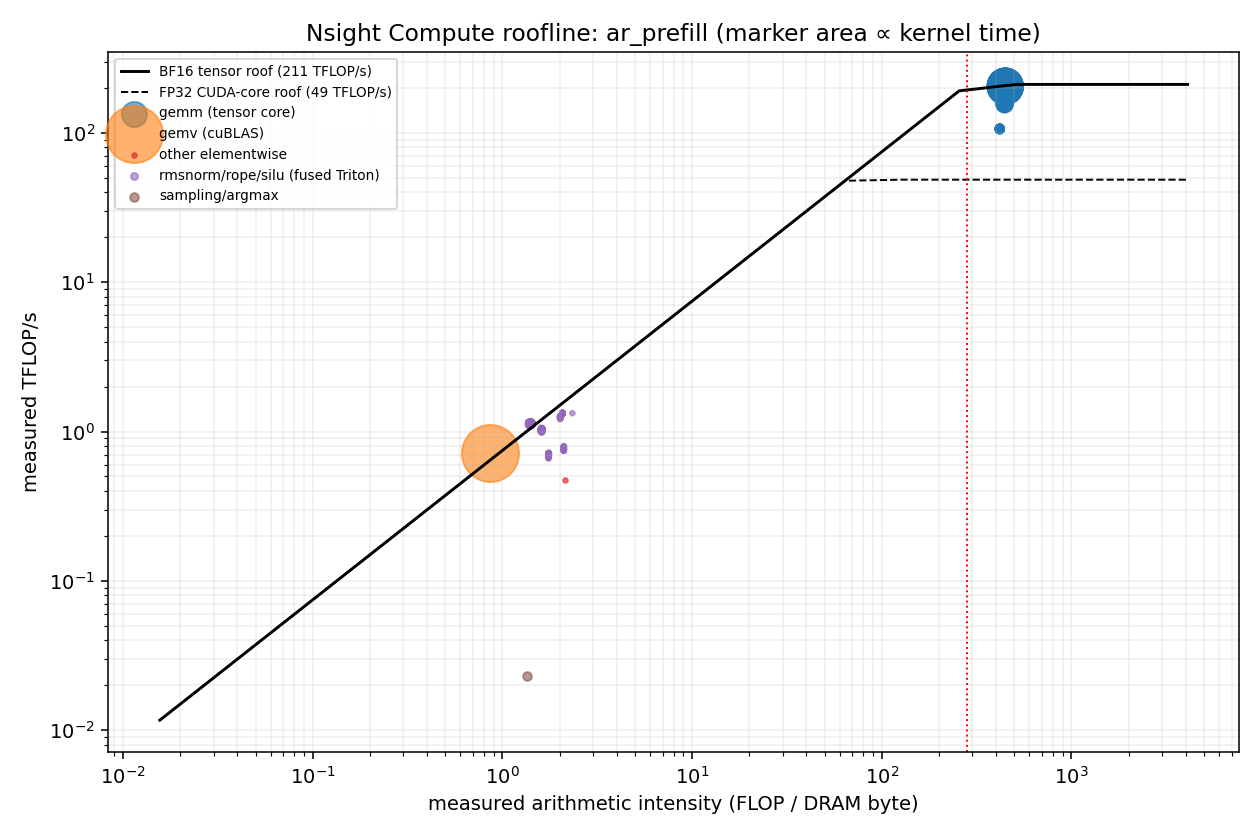 Nsight Compute roofline: ar_prefill (marker area ∝ kernel time)
BF16 tensor roof (211 TFLOP/s)
FP32 CUDA-core roof (49 TFLOP/s)
gemm (tensor core)
gemv (cuBLAS)
other elementwise
rmsnorm/rope/silu (fused Triton)
sampling/argmax
measured TFLOP/s
10²
10¹
10⁰
10⁻¹
10⁻²
10⁻² 10⁻¹ 10⁰ 10¹ 10² 10³
measured arithmetic intensity (FLOP / DRAM byte)